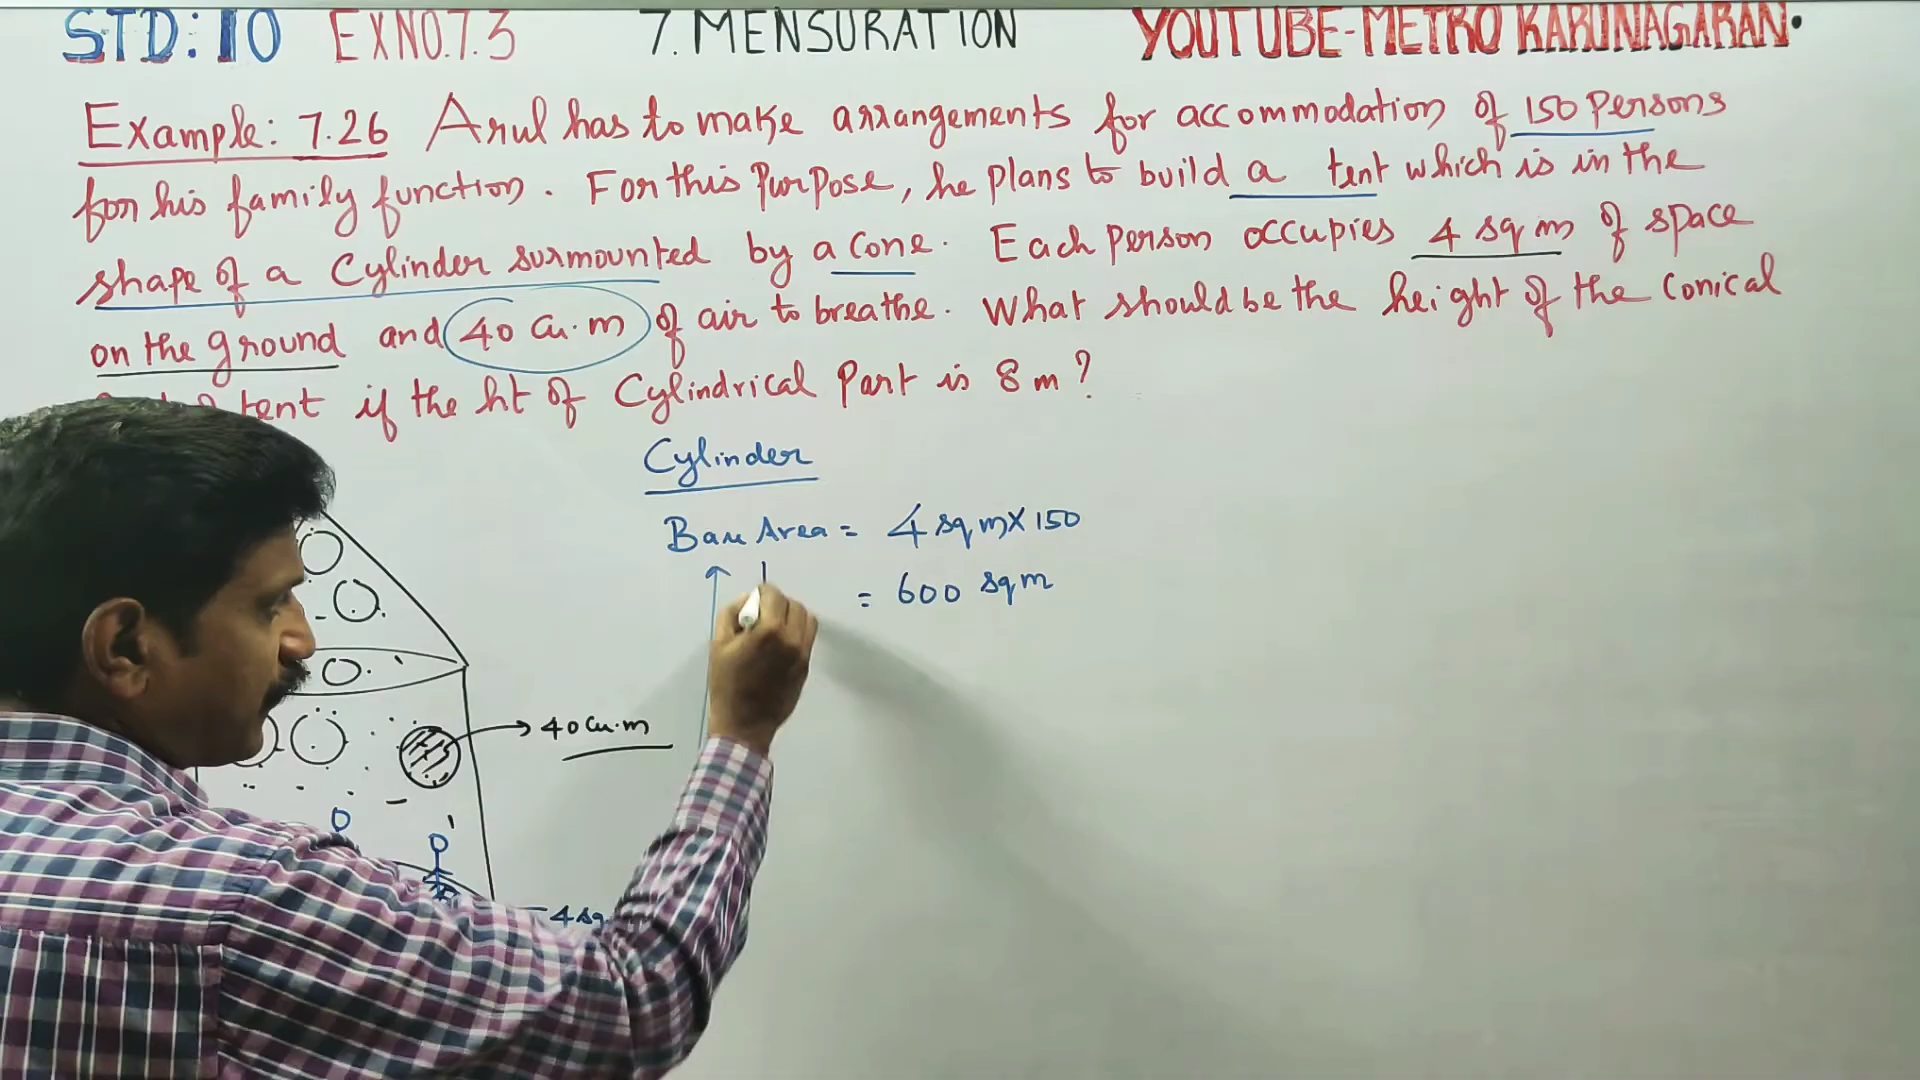 STD: 10 EXNO.7.3 7. MENSURATION YOUTUBE-METRO KARUNAGARAN.
Example: 7.26 Arul has to make arrangements for accommodation of 150 Persons
for his family function. For this Purpose, he plans to build a tent which is in the
shape of a Cylinder surmounted by a Cone. Each Person occupies 4 sq m of space
on the ground and 40 Cu.m of air to breathe. What should be the height of the Conical
tent if the ht of Cylindrical Part is 8 m?
Cylinder
Base Area = 4 sq m X 150
= 600 sq m
40 Cu.m
4 sq